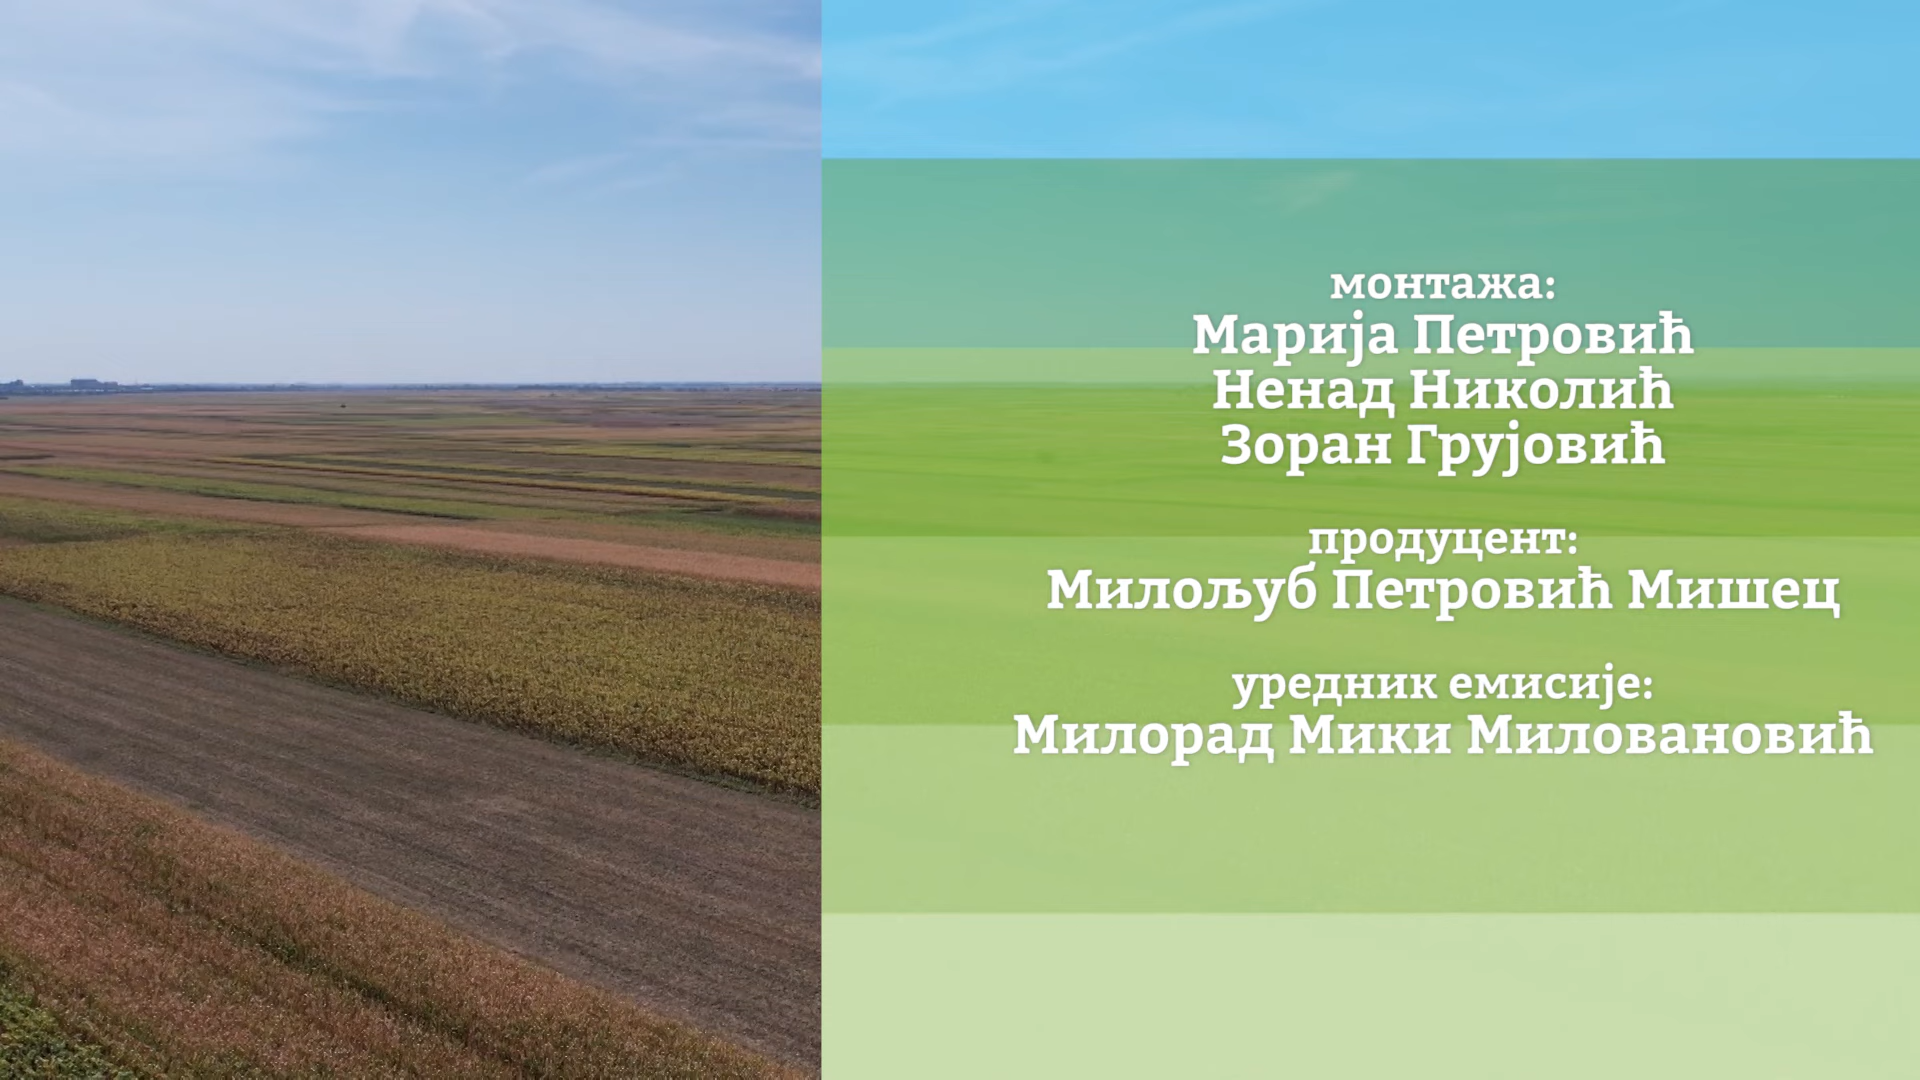 монтажа:
Марија Петровић
Ненад Николић
Зоран Грујовић
продуцент:
Милољуб Петровић Мишец
уредник емисије:
Милорад Мики Миловановић